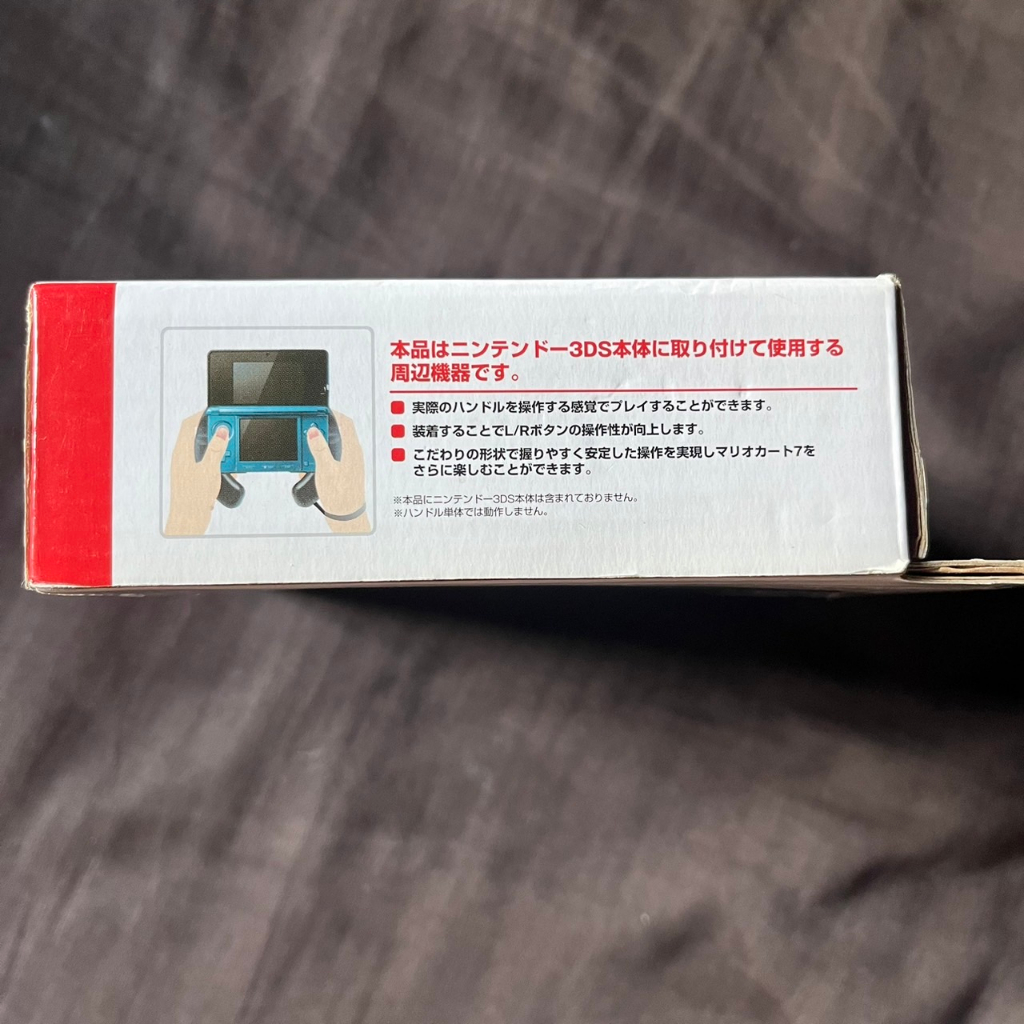 本品はニンテンドー3DS本体に取り付けて使用する
周辺機器です。
実際のハンドルを操作する感覚でプレイすることができます。
装着することでL/Rボタンの操作性が向上します。
こだわりの形状で握りやすく安定した操作を実現しマリオカート7を
さらに楽しむことができます。
※本品にニンテンドー3DS本体は含まれておりません。
※ハンドル単体では動作しません。